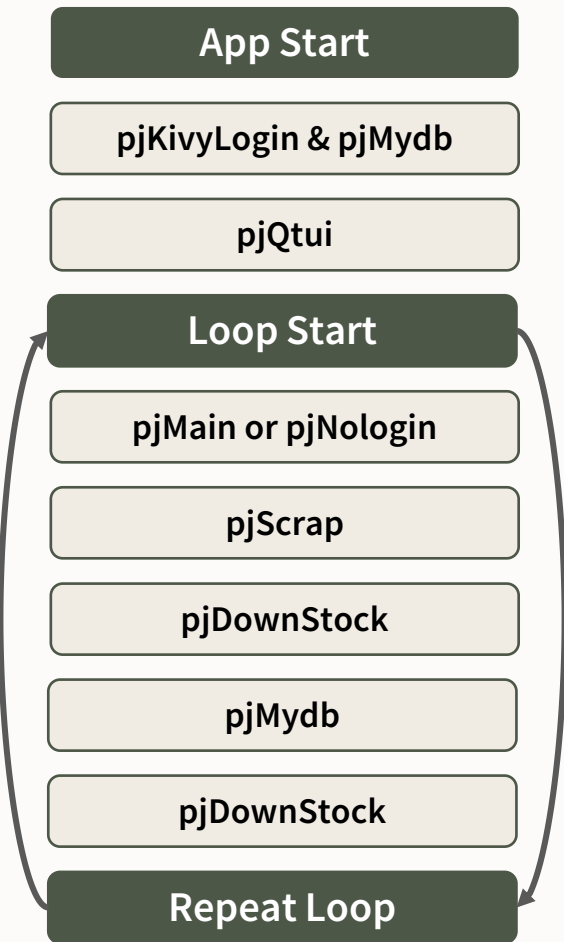 App Start
pjKivyLogin & pjMydb
pjQtui
Loop Start
pjMain or pjNologin
pjScrap
pjDownStock
pjMydb
pjDownStock
Repeat Loop